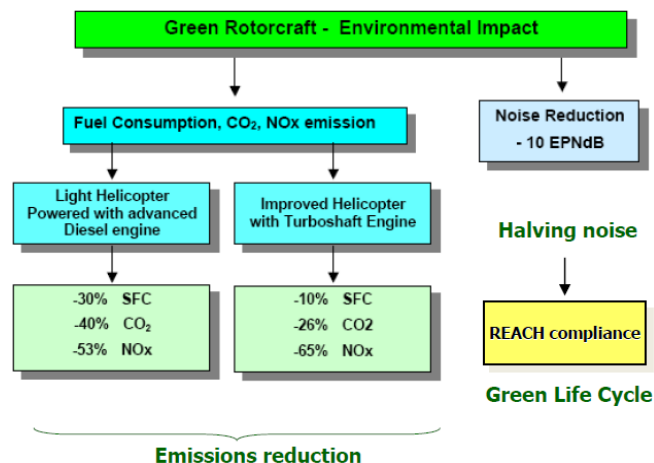 Green Rotorcraft - Environmental Impact
Fuel Consumption, CO₂, NOx emission
Noise Reduction
- 10 EPNdB
Light Helicopter
Powered with advanced
Diesel engine
Improved Helicopter
with Turboshaft Engine
Halving noise
-30% SFC
-40% CO₂
-53% NOx
-10% SFC
-26% CO2
-65% NOx
REACH compliance
Green Life Cycle
Emissions reduction